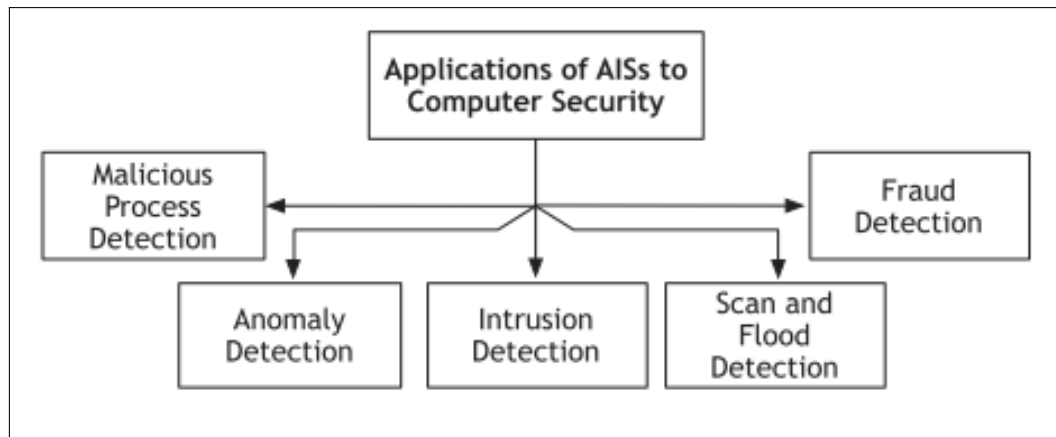 Applications of AISs to
Computer Security
Malicious
Process
Detection
Fraud
Detection
Anomaly
Detection
Intrusion
Detection
Scan and
Flood
Detection